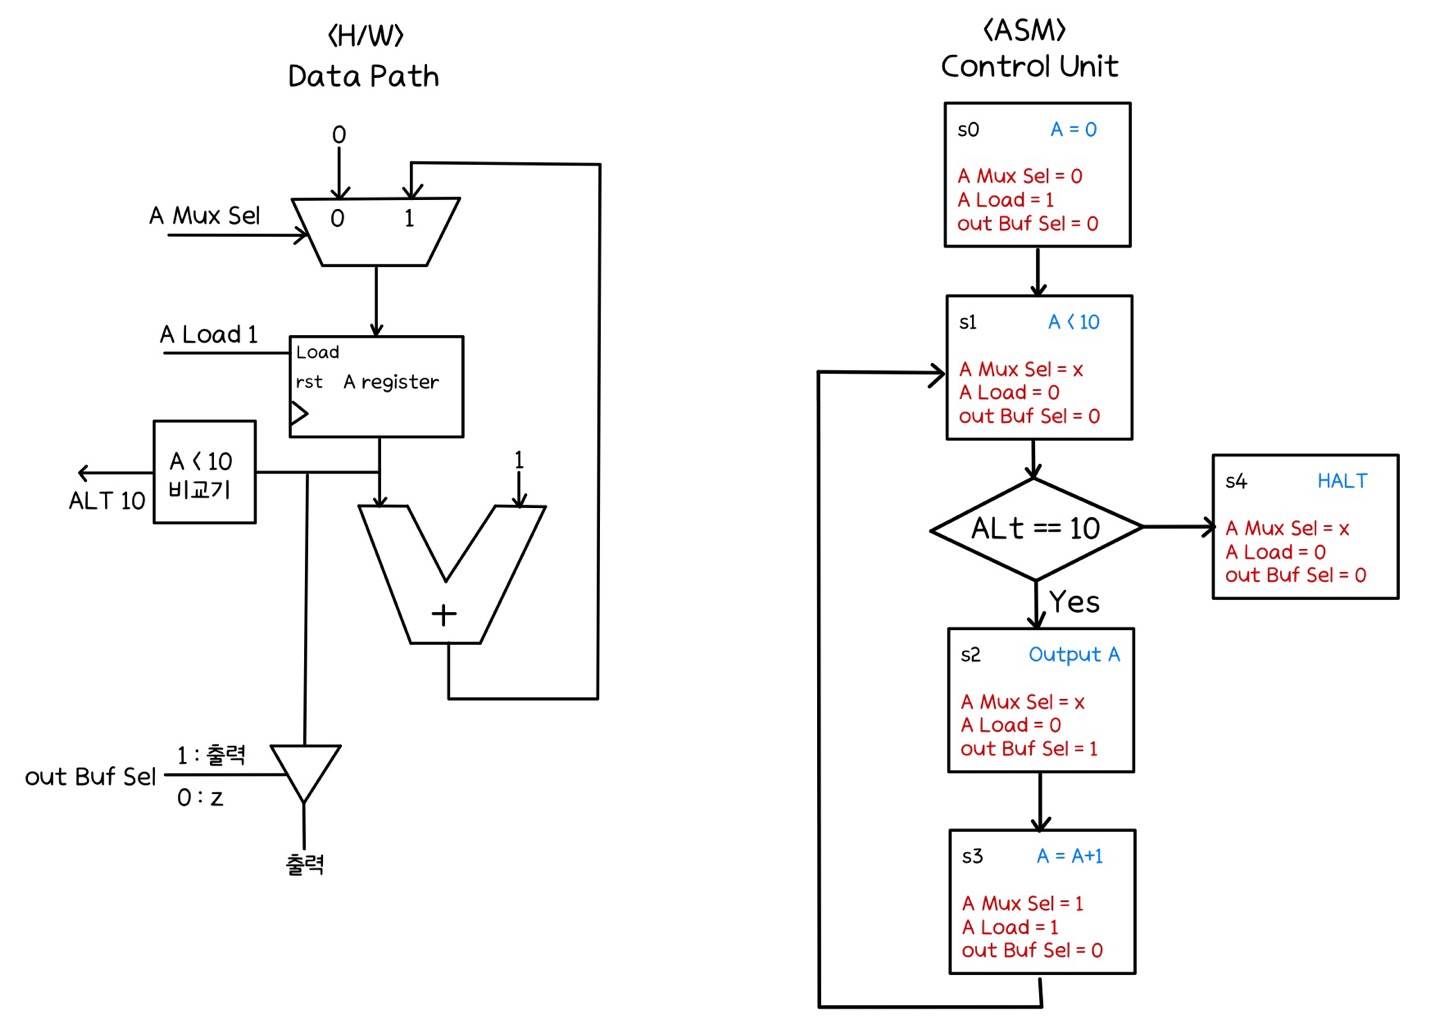 <H/W>
Data Path
0
A Mux Sel
0 1
A Load 1
Load
rst A register
A < 10
비교기
ALT 10
1
+
out Buf Sel
1 : 출력
0 : z
출력
<ASM>
Control Unit
s0 A = 0
A Mux Sel = 0
A Load = 1
out Buf Sel = 0
s1 A < 10
A Mux Sel = x
A Load = 0
out Buf Sel = 0
ALt == 10
Yes
s4 HALT
A Mux Sel = x
A Load = 0
out Buf Sel = 0
s2 Output A
A Mux Sel = x
A Load = 0
out Buf Sel = 1
s3 A = A+1
A Mux Sel = 1
A Load = 1
out Buf Sel = 0